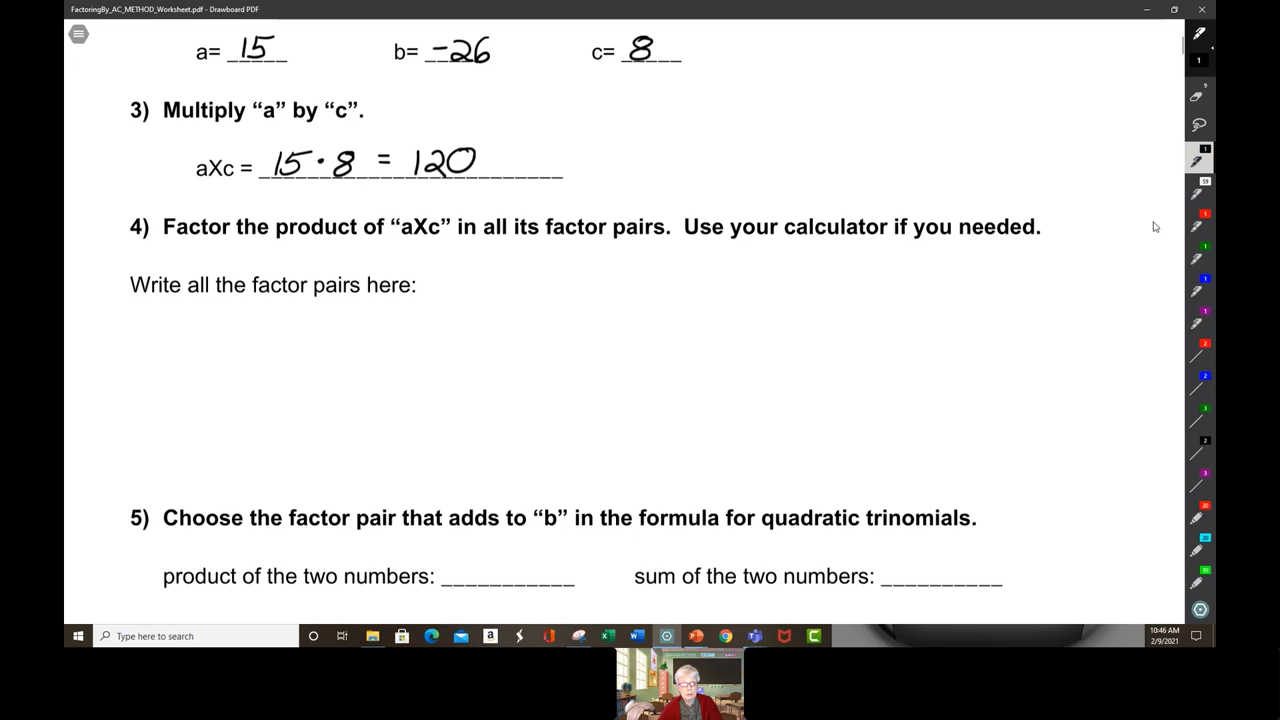 FactoringBy_AC_METHOD_Worksheet.pdf - Drawboard PDF
a= 15 b= -26 c= 8
3) Multiply “a” by “c”.
aXc = 15 · 8 = 120
4) Factor the product of “aXc” in all its factor pairs. Use your calculator if you needed.
Write all the factor pairs here:
5) Choose the factor pair that adds to “b” in the formula for quadratic trinomials.
product of the two numbers: ___________ sum of the two numbers: __________
Type here to search
10:46 AM
2/9/2021